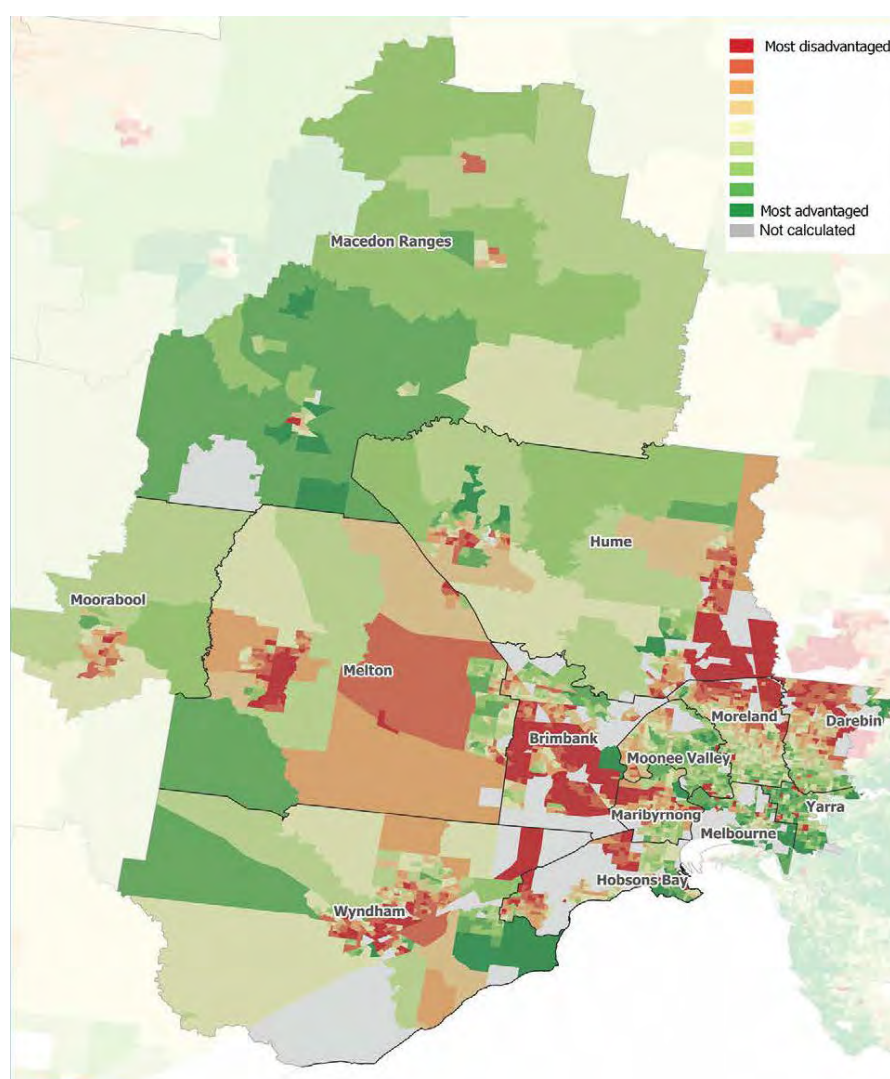 Most disadvantaged
Most advantaged
Not calculated
Macedon Ranges
Hume
Moorabool
Melton
Moreland
Darebin
Brimbank
Moonee Valley
Yarra
Maribyrnong
Melbourne
Hobsons Bay
Wyndham